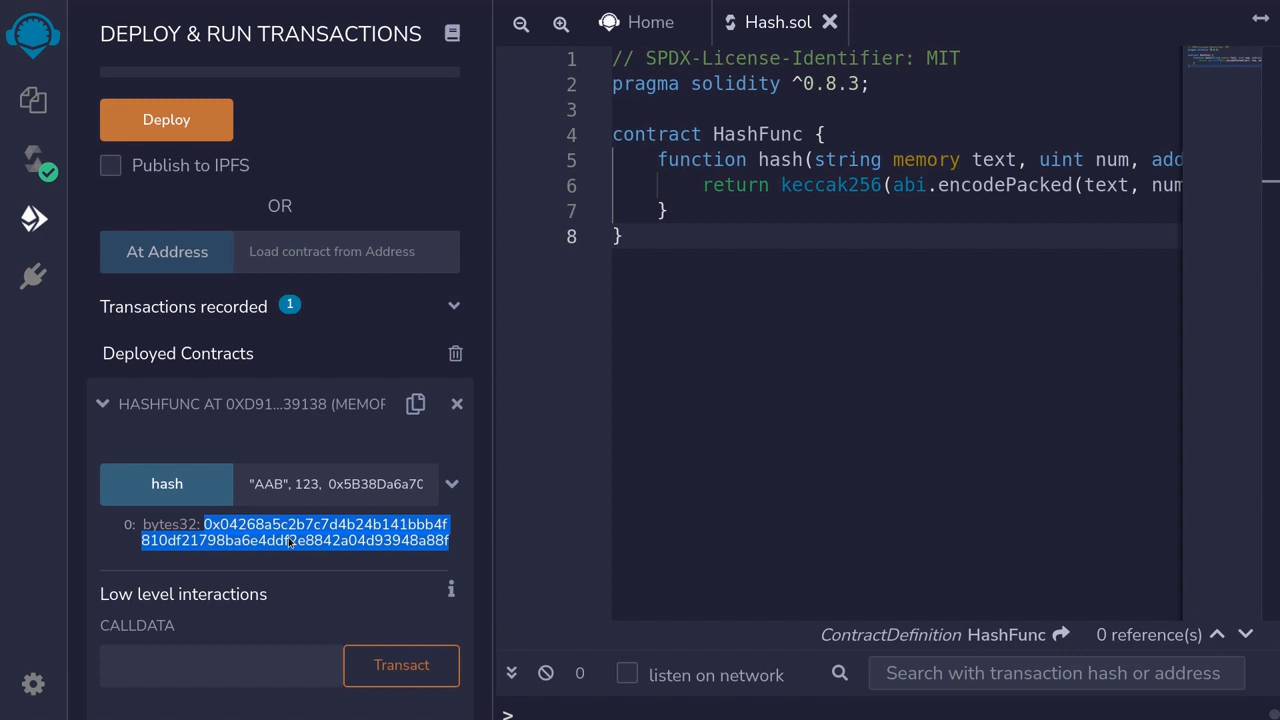 DEPLOY & RUN TRANSACTIONS
Deploy
Publish to IPFS
OR
At Address
Load contract from Address
Transactions recorded 1
Deployed Contracts
HASHFUNC AT 0XD91...39138 (MEMOR
hash
"AAB", 123, 0x5B38Da6a7C
0: bytes32: 0x04268a5c2b7c7d4b24b141bbb4f
810df21798ba6e4ddf2e8842a04d93948a88f
Low level interactions
i
CALLDATA
Transact
Home
Hash.sol
1 // SPDX-License-Identifier: MIT
2 pragma solidity ^0.8.3;
3
4 contract HashFunc {
5 function hash(string memory text, uint num, add
6 return keccak256(abi.encodePacked(text, num
7 }
8 }
ContractDefinition HashFunc 0 reference(s)
0 listen on network
Search with transaction hash or address
>